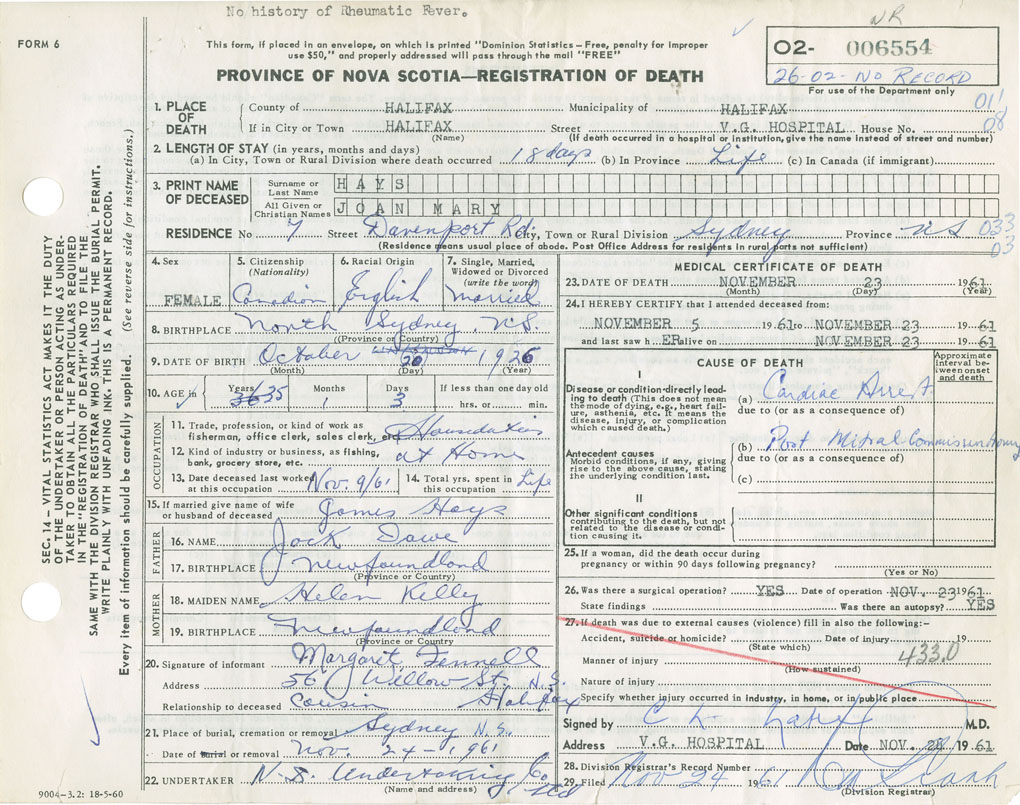 No history of Rheumatic Fever.
NR
FORM 6
This form, if placed in an envelope, on which is printed "Dominion Statistics – Free, penalty for improper
use $50," and properly addressed will pass through the mail "FREE"
O2- 006554
26-02- No RECORD
For use of the Department only
PROVINCE OF NOVA SCOTIA—REGISTRATION OF DEATH
SEC. 14 – VITAL STATISTICS ACT MAKES IT THE DUTY
OF THE UNDERTAKER OR PERSON ACTING AS UNDER-
TAKER "TO OBTAIN ALL THE PARTICULARS REQUIRED
IN THE "REGISTRATION OF DEATH" AND TO FILE THE
SAME WITH THE DIVISION REGISTRAR WHO SHALL ISSUE THE BURIAL PERMIT.
WRITE PLAINLY WITH UNFADING INK. THIS IS A PERMANENT RECORD.
Every item of information should be carefully supplied. (See reverse side for instructions.)
1. PLACE OF DEATH
County of HALIFAX Municipality of HALIFAX 011
If in City or Town HALIFAX Street V.G. HOSPITAL House No. 08
(Name) (If death occurred in a hospital or institution, give the name instead of street and number)
2. LENGTH OF STAY (in years, months and days)
(a) In City, Town or Rural Division where death occurred 18 days (b) In Province Life (c) In Canada (if immigrant)
3. PRINT NAME OF DECEASED
Surname or Last Name HAYS
All Given or Christian Names JOAN MARY
RESIDENCE No 7 Street Davenport Rd. City, Town or Rural Division Sydney Province NS 033
03
(Residence means usual place of abode. Post Office Address for residents in rural parts not sufficient)
4. Sex FEMALE
5. Citizenship (Nationality) Canadian
6. Racial Origin English
7. Single, Married, Widowed or Divorced (write the word) Married
8. BIRTHPLACE North Sydney, N.S.
(Province or Country)
9. DATE OF BIRTH October 20 1926
(Month) (Day) (Year)
10. AGE in Years 36 35 Months 1 Days 3 If less than one day old hrs. or min.
OCCUPATION
11. Trade, profession, or kind of work as
fisherman, office clerk, sales clerk, etc.
12. Kind of industry or business, as fishing,
bank, grocery store, etc. at Home
13. Date deceased last worked at this occupation Nov. 9/61 14. Total yrs. spent in this occupation Life
15. If married give name of wife or husband of deceased James Hays
FATHER
16. NAME Jack Dawe
17. BIRTHPLACE Newfoundland
(Province or Country)
MOTHER
18. MAIDEN NAME Helen Kelly
19. BIRTHPLACE Newfoundland
(Province or Country)
20. Signature of informant Margaret Fennell
Address 56 Willow St. N.S.
Relationship to deceased Cousin Halifax
21. Place of burial, cremation or removal Sydney N.S.
Date of Burial or removal Nov. 24-1961
22. UNDERTAKER N.S. Undertaking Co Ltd
(Name and address)
9004–3.2: 18-5-60
MEDICAL CERTIFICATE OF DEATH
23. DATE OF DEATH NOVEMBER 23 1961
(Month) (Day) (Year)
24. I HEREBY CERTIFY that I attended deceased from:
NOVEMBER 5 1961 to NOVEMBER 23 1961
and last saw hER alive on NOVEMBER 23 1961
CAUSE OF DEATH
Approximate interval between onset and death
I
Disease or condition directly lead-
ing to death (This does not mean
the mode of dying, e.g., heart fail-
ure, asthenia, etc. It means the
disease, injury, or complication
which caused death.)
(a) Cardiac Arrest
due to (or as a consequence of)
Antecedent causes
Morbid conditions, if any, giving
rise to the above cause, stating
the underlying condition last.
(b) Post Mitral Commissurotomy
due to (or as a consequence of)
(c)
II
Other significant conditions
contributing to the death, but not
related to the disease or condi-
tion causing it.
25. If a woman, did the death occur during
pregnancy or within 90 days following pregnancy?
(Yes or No)
26. Was there a surgical operation? YES Date of operation NOV. 23 1961
State findings Was there an autopsy? YES
27. If death was due to external causes (violence) fill in also the following:–
Accident, suicide or homicide? Date of injury 19
(State which)
Manner of injury 433.0
(How sustained)
Nature of injury
Specify whether injury occurred in Industry, in home, or in public place
Signed by M.D.
Address V.G. HOSPITAL Date NOV. 24 1961
28. Division Registrar's Record Number
29. Filed Nov 24 1961
(Division Registrar)